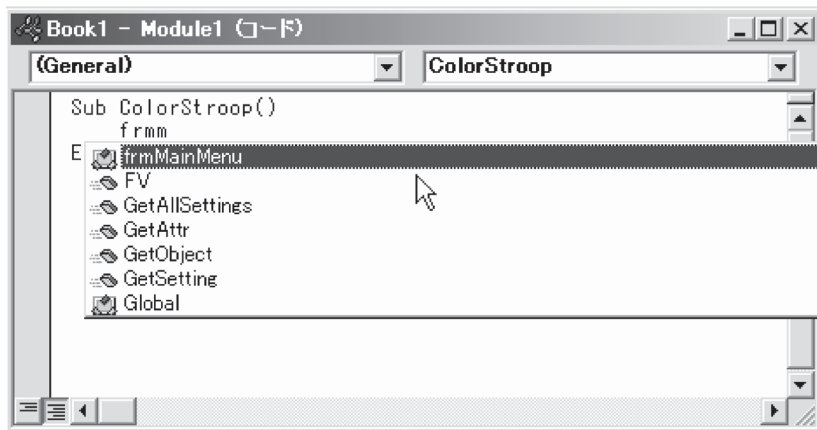 Book1 - Module1 (コード)
(General) ColorStroop
Sub ColorStroop()
frmm
E
frmMainMenu
FV
GetAllSettings
GetAttr
GetObject
GetSetting
Global